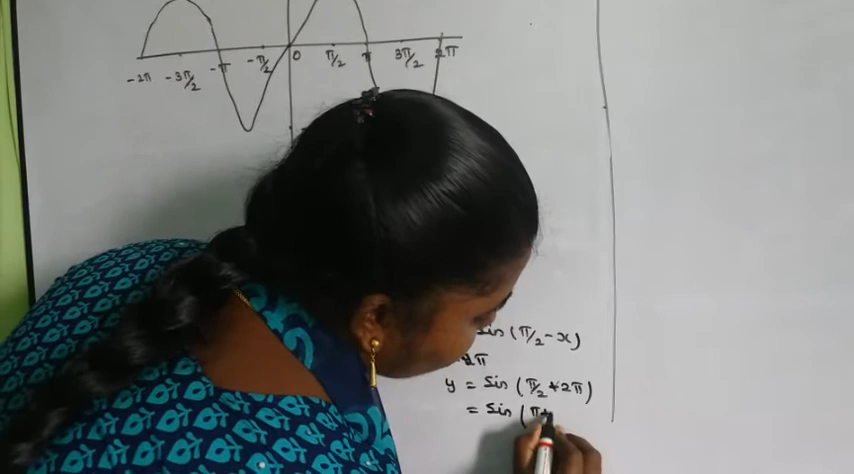 -2π -3π/2 -π -π/2 0 π/2 π 3π/2 2π
sin(π/2-x)
y = sin(π/2+2π)
= sin(π+